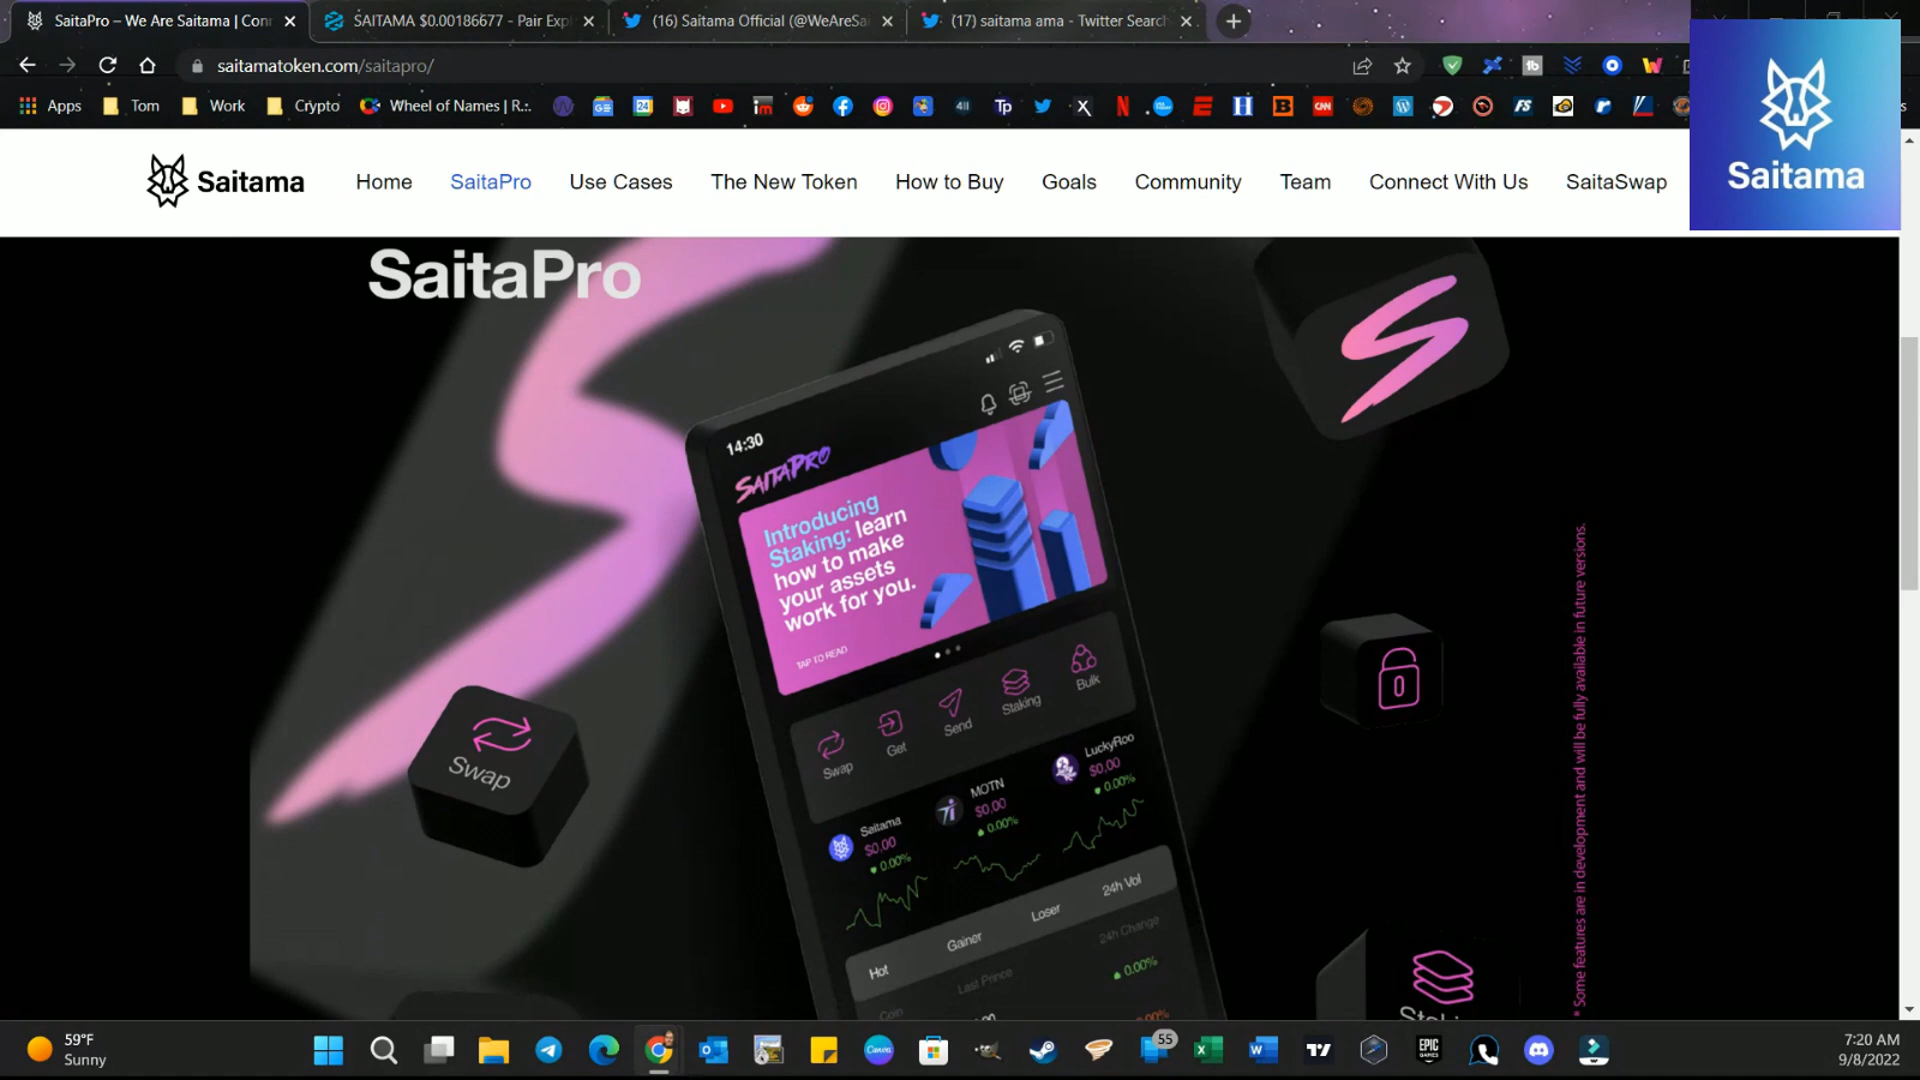 SaitaPro – We Are Saitama | Conn
SAITAMA $0.00186677 - Pair Expl
(16) Saitama Official (@WeAreSai
(17) saitama ama - Twitter Search
saitamatoken.com/saitapro/
Apps
Tom
Work
Crypto
Wheel of Names | R...
Saitama
Home
SaitaPro
Use Cases
The New Token
How to Buy
Goals
Community
Team
Connect With Us
SaitaSwap
Saitama
SaitaPro
14:30
SAITAPRO
Introducing
Staking: learn
how to make
your assets
work for you.
TAP TO READ
Swap
Get
Send
Staking
Bulk
Saitama
$0.00
0.00%
MOTN
$0.00
0.00%
LuckyRoo
$0.00
0.00%
Hot
Gainer
Loser
24h Vol
Coin
Last Prince
24h Change
0.00%
Swap
* Some features are in development and will be fully available in future versions.
59°F
Sunny
55
7:20 AM
9/8/2022